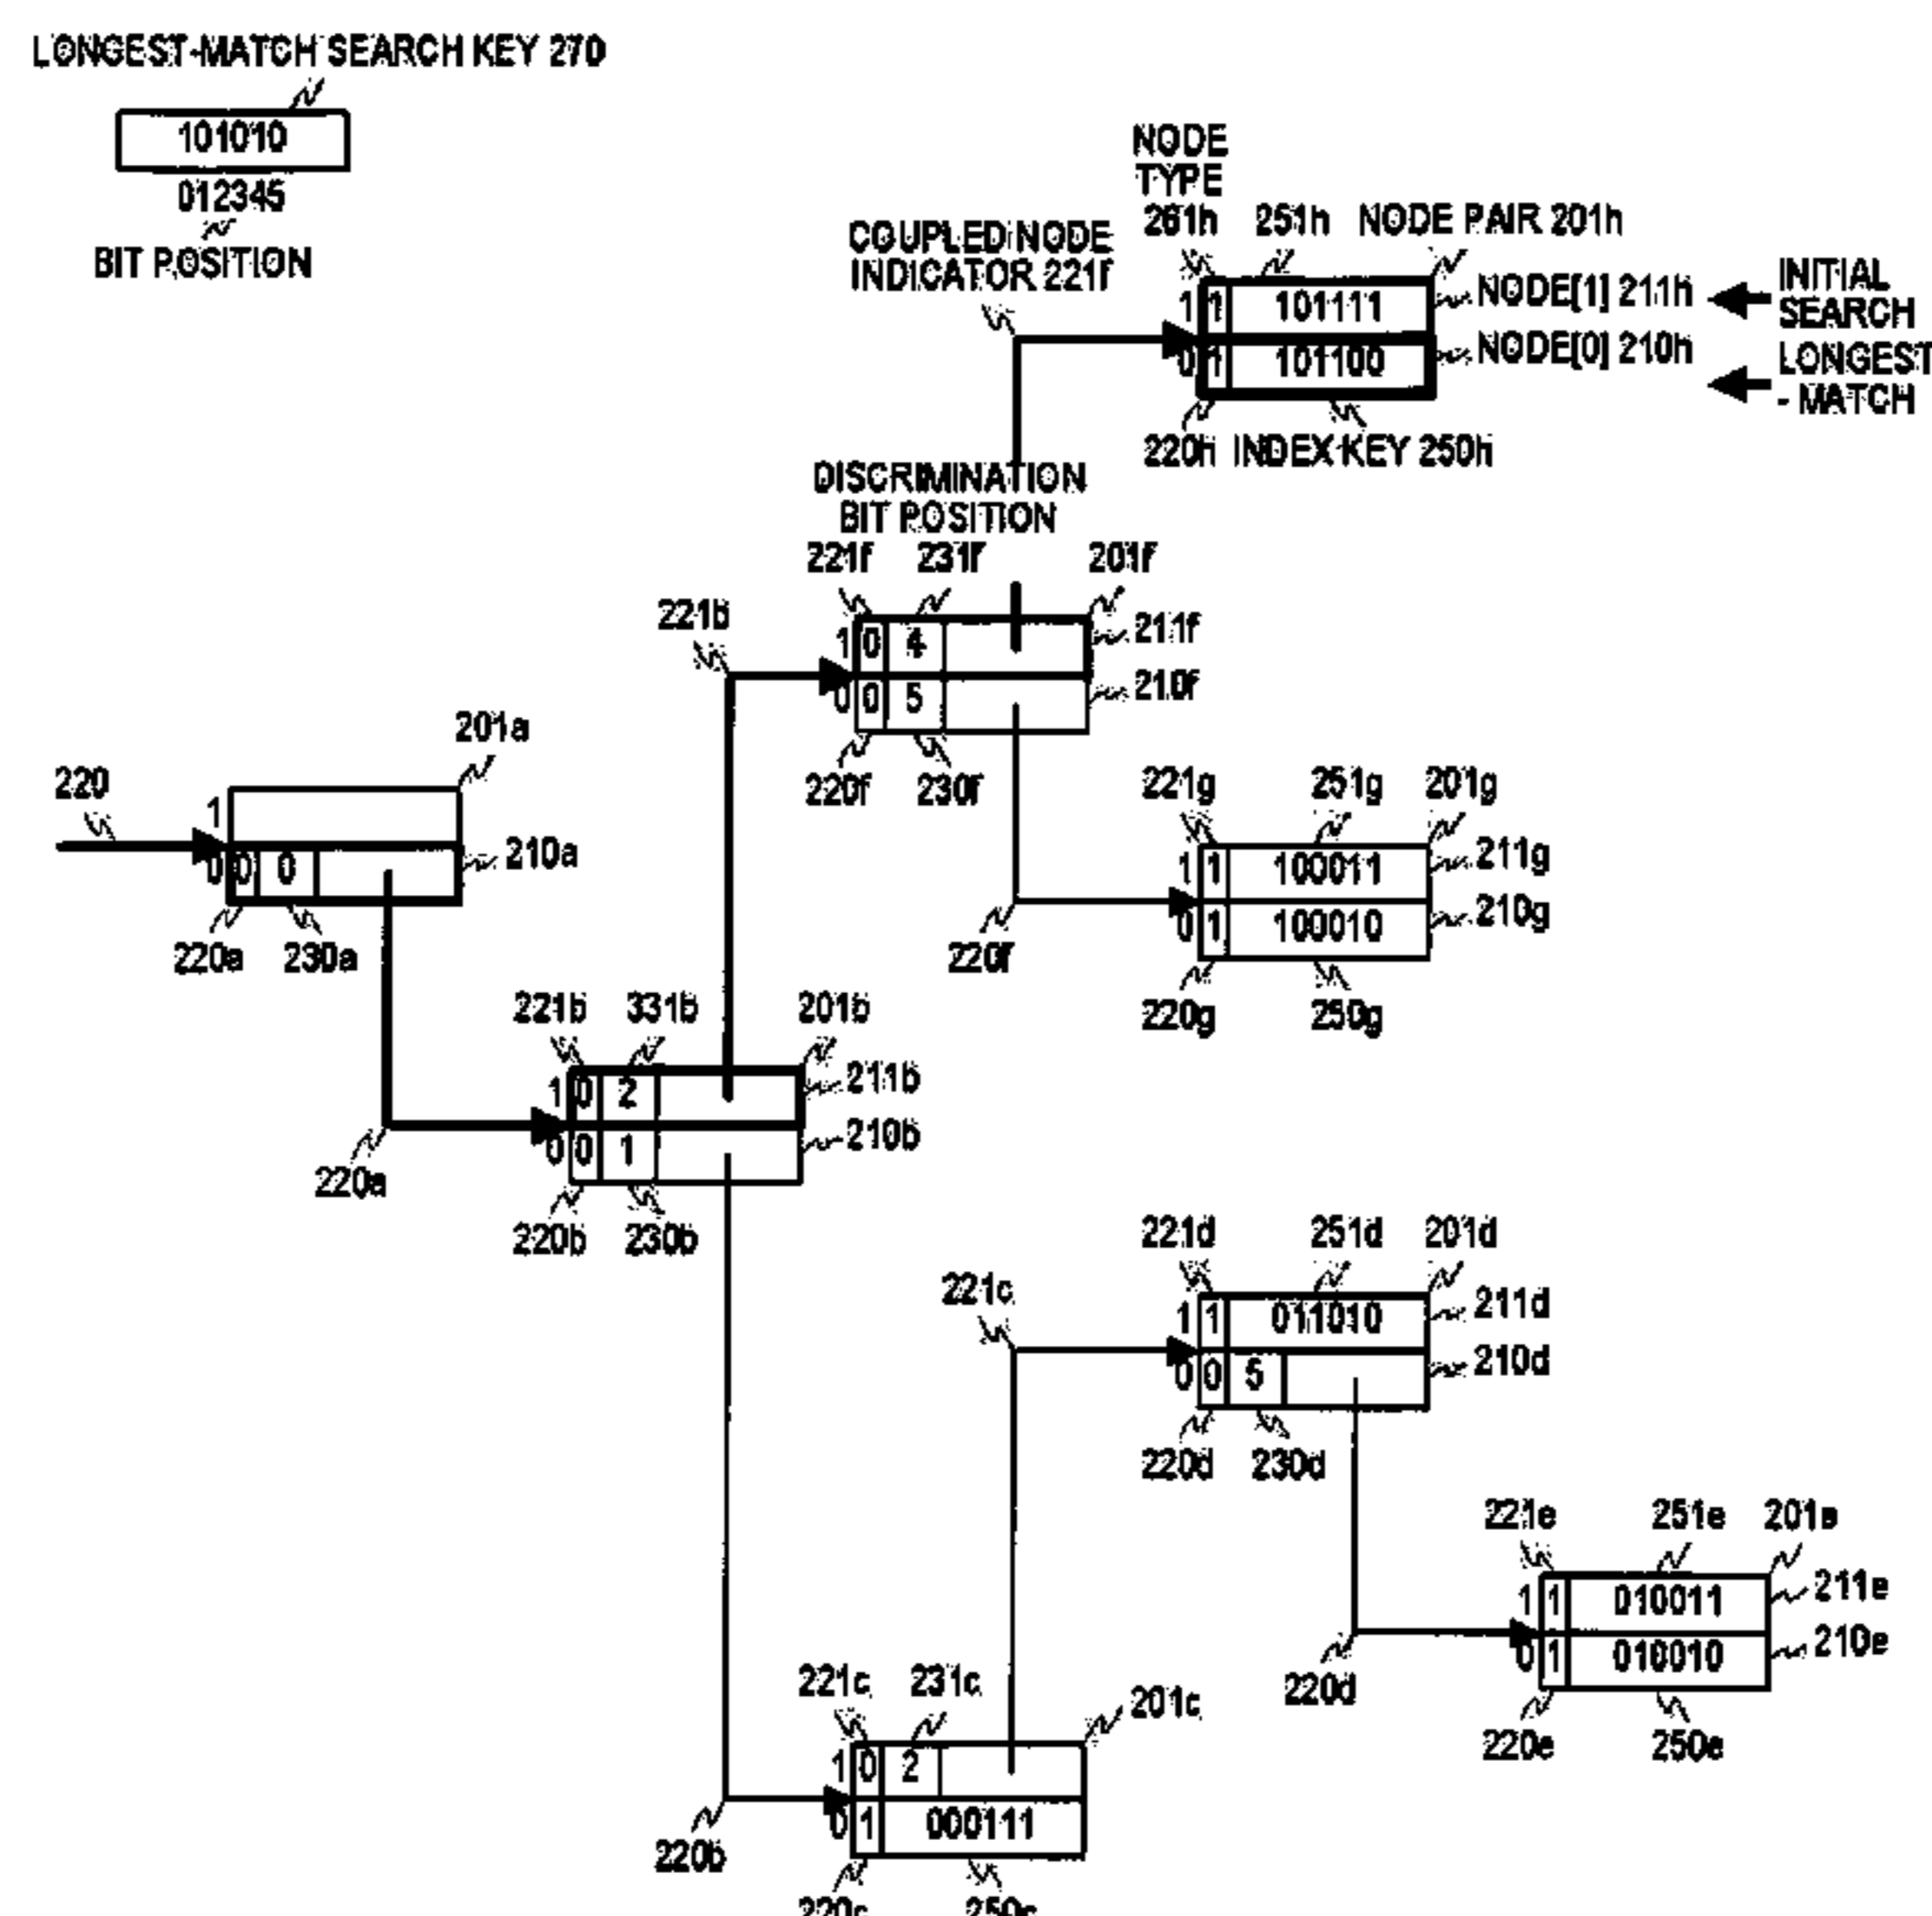 LONGEST-MATCH SEARCH KEY 270
101010
012345
BIT POSITION
NODE
TYPE
261h 251h NODE PAIR 201h
COUPLED NODE
INDICATOR 221f
1 1 101111
NODE[1] 211h
INITIAL
SEARCH
0 1 101100
NODE[0] 210h
LONGEST
- MATCH
220h INDEX KEY 250h
DISCRIMINATION
BIT POSITION
221f 231f 201f
221b
1 0 4
211f
0 0 5
210f
220f 230f
201a
220
1
0 0 0
210a
220a 230a
221g 251g 201g
1 1 100011
211g
0 1 100010
210g
220f
220g 250g
221b 331b 201b
1 0 2
211b
0 0 1
210b
220a
220b 230b
221d 251d 201d
221c
1 1 011010
211d
0 0 5
210d
220d 230d
221e 251e 201e
1 1 010011
211e
0 1 010010
210e
220d
220e 250e
221c 231c 201c
1 0 2
0 1 000111
220b
220c 250c